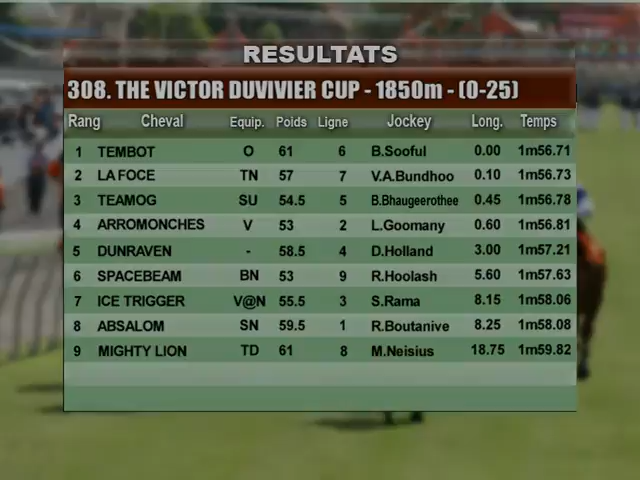 RESULTATS
308. THE VICTOR DUVIVIER CUP - 1850m - (0-25)
Rang Cheval Equip. Poids Ligne Jockey Long. Temps
1 TEMBOT O 61 6 B.Sooful 0.00 1m56.71
2 LA FOCE TN 57 7 V.A.Bundhoo 0.10 1m56.73
3 TEAMOG SU 54.5 5 B.Bhaugeerothee 0.45 1m56.78
4 ARROMONCHES V 53 2 L.Goomany 0.60 1m56.81
5 DUNRAVEN - 58.5 4 D.Holland 3.00 1m57.21
6 SPACEBEAM BN 53 9 R.Hoolash 5.60 1m57.63
7 ICE TRIGGER V@N 55.5 3 S.Rama 8.15 1m58.06
8 ABSALOM SN 59.5 1 R.Boutanive 8.25 1m58.08
9 MIGHTY LION TD 61 8 M.Neisius 18.75 1m59.82